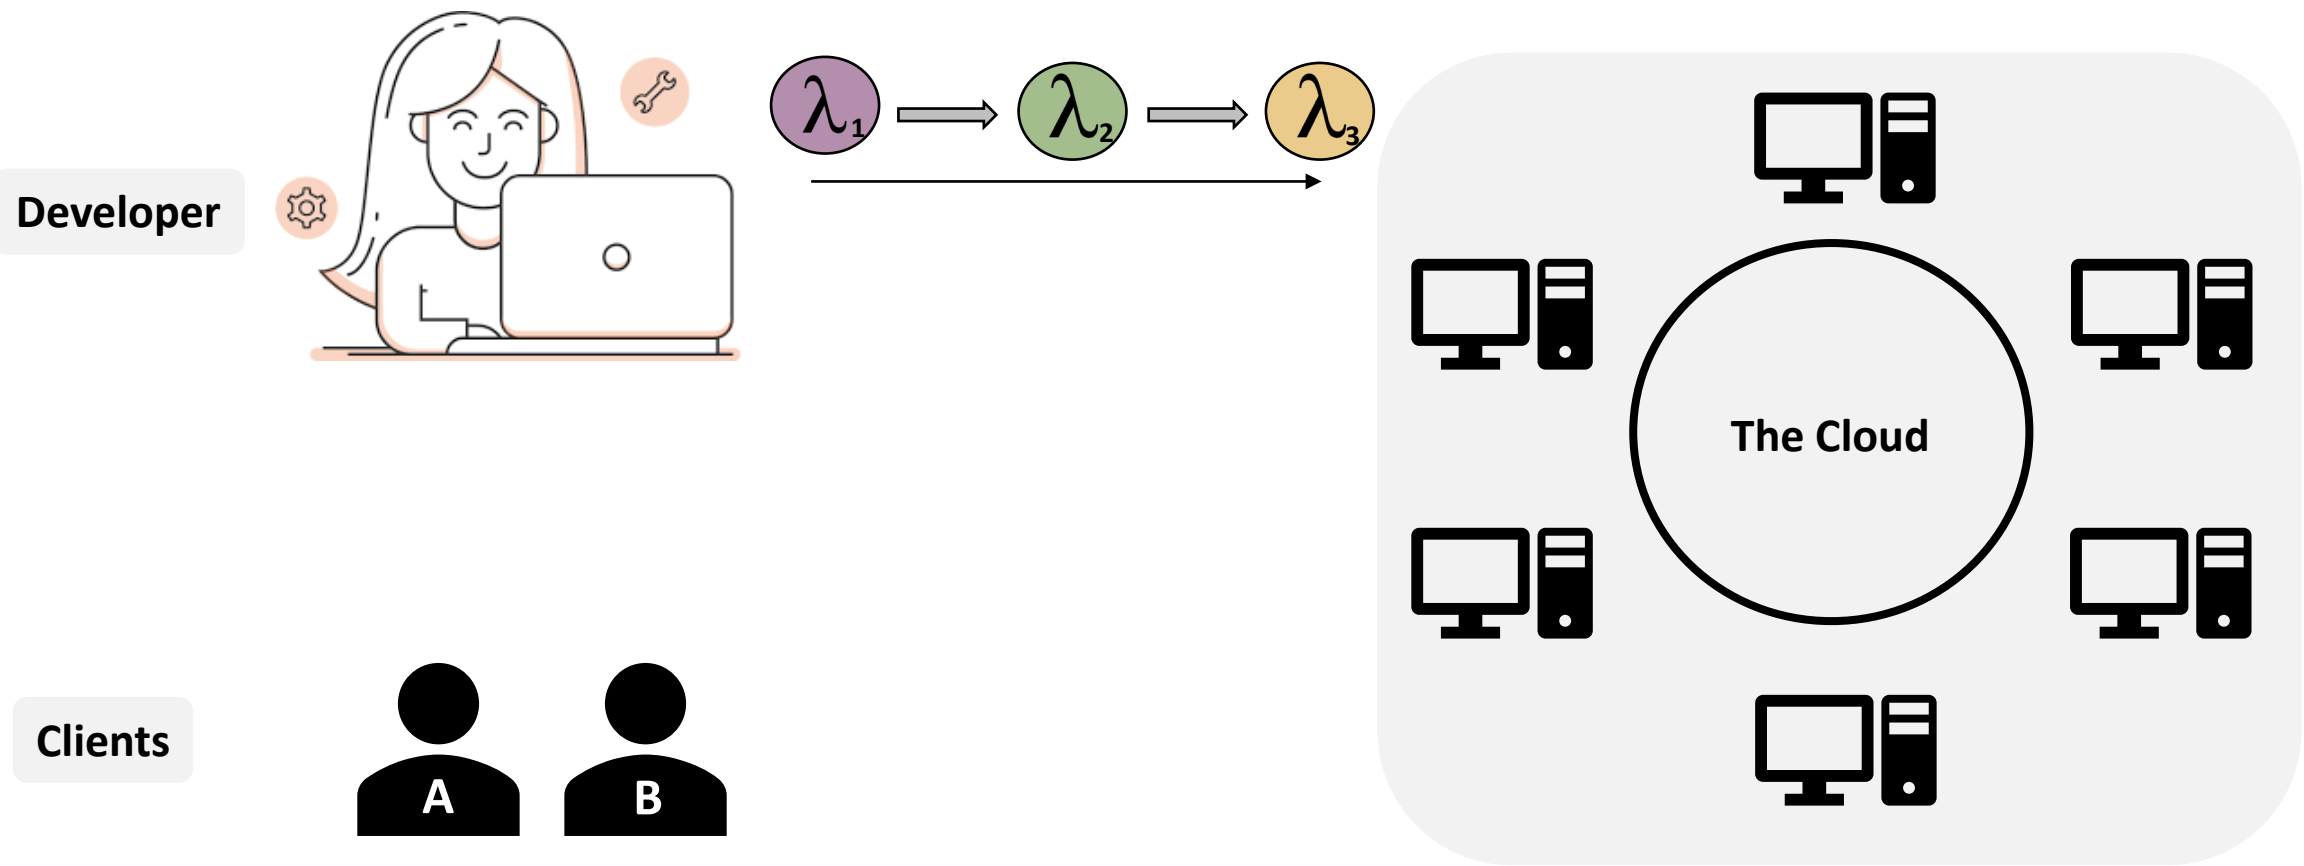 λ1
λ2
λ3
Developer
The Cloud
Clients
A
B